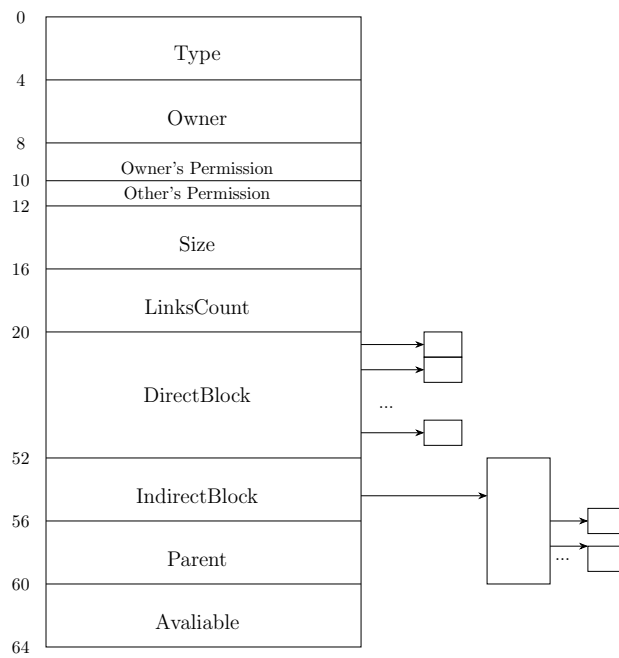 0
Type
4
Owner
8
Owner's Permission
10
Other's Permission
12
Size
16
LinksCount
20
DirectBlock
...
52
IndirectBlock
56
...
Parent
60
Avaliable
64